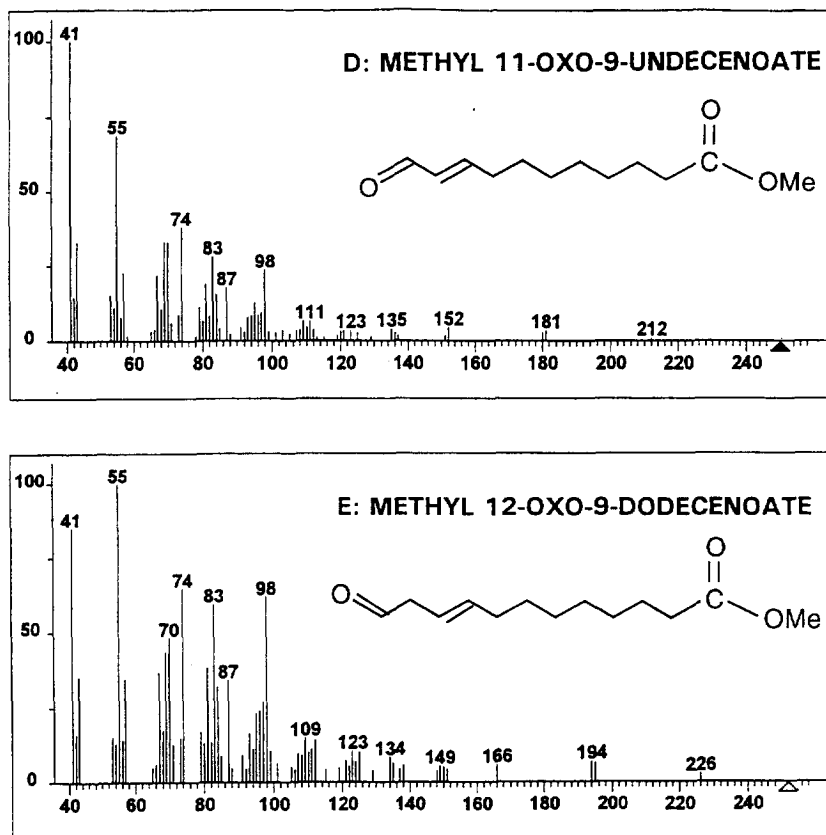 100
41
D: METHYL 11-OXO-9-UNDECENOATE
O
C
OMe
O
55
50
74
83
87
98
111
123
135
152
181
212
0
40 60 80 100 120 140 160 180 200 220 240
100
55
E: METHYL 12-OXO-9-DODECENOATE
41
O
C
OMe
O
74
83
98
70
50
87
109
123
134
149
166
194
226
0
40 60 80 100 120 140 160 180 200 220 240